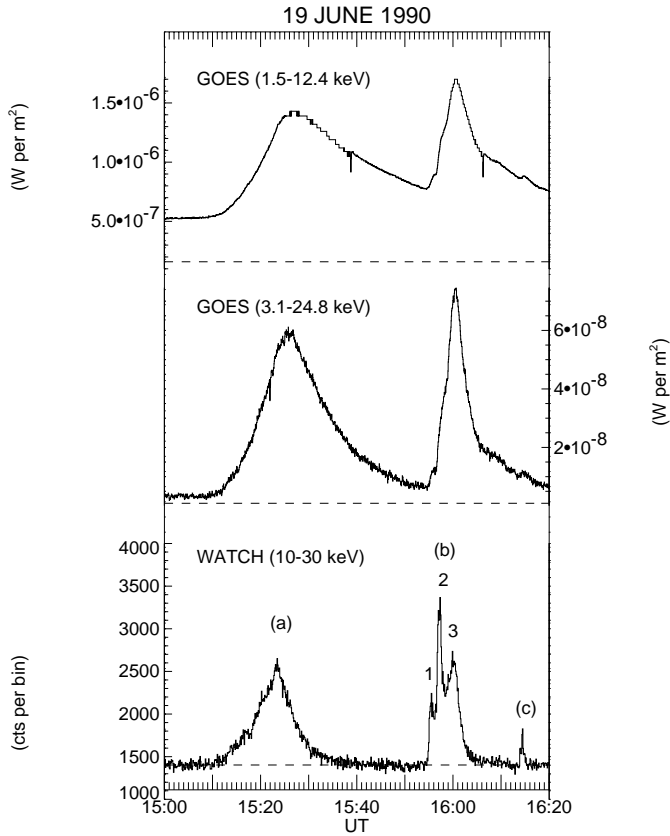 19 JUNE 1990
GOES (1.5-12.4 keV)
1.5•10⁻⁶
1.0•10⁻⁶
5.0•10⁻⁷
(W per m²)
GOES (3.1-24.8 keV)
6•10⁻⁸
4•10⁻⁸
2•10⁻⁸
(W per m²)
WATCH (10-30 keV)
4000
3500
3000
2500
2000
1500
1000
(cts per bin)
(a)
(b)
1
2
3
(c)
15:00 15:20 15:40 16:00 16:20
UT